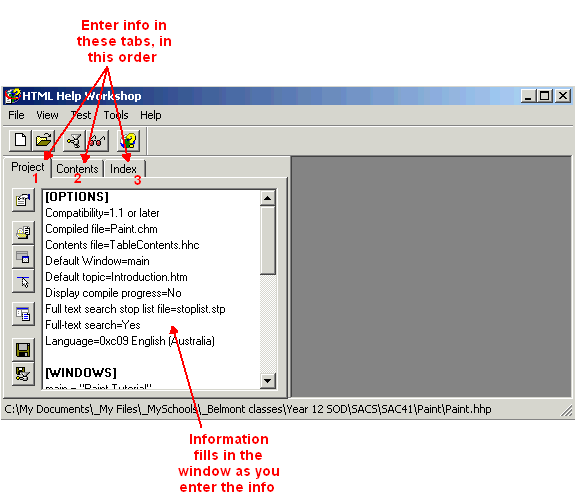 Enter info in
these tabs, in
this order
HTML Help Workshop
File View Test Tools Help
Project Contents Index
1 2 3
[OPTIONS]
Compatibility=1.1 or later
Compiled file=Paint.chm
Contents file=TableContents.hhc
Default Window=main
Default topic=Introduction.htm
Display compile progress=No
Full text search stop list file=stoplist.stp
Full-text search=Yes
Language=0xc09 English (Australia)
[WINDOWS]
main = "Paint Tutorial"
C:\My Documents\_My Files\_MySchools\_Belmont classes\Year 12 SOD\SACS\SAC41\Paint\Paint.hhp
Information
fills in the
window as you
enter the info